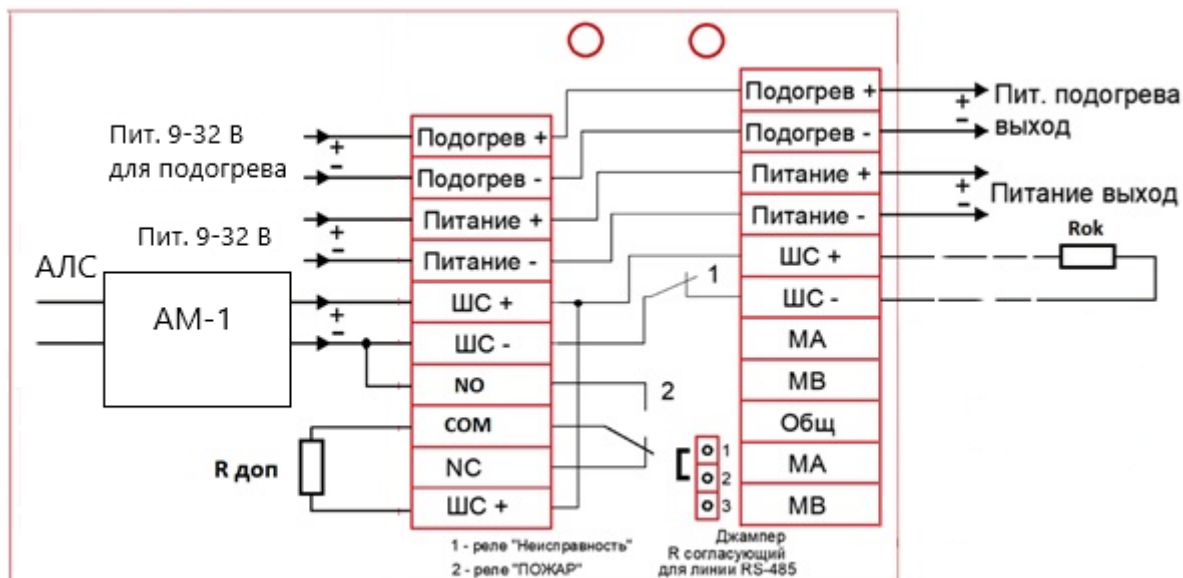 Пит. 9-32 В
для подогрева
+
-
Пит. 9-32 В
+
-
АЛС
АМ-1
+
-
R доп
Подогрев +
Подогрев -
Питание +
Питание -
ШС +
ШС -
NO
COM
NC
ШС +
1
2
1 - реле "Неисправность"
2 - реле "ПОЖАР"
1
2
3
Джампер
R согласующий
для линии RS-485
Подогрев +
Подогрев -
Питание +
Питание -
ШС +
ШС -
МА
МВ
Общ
МА
МВ
+
-
Пит. подогрева
выход
+
-
Питание выход
Rok